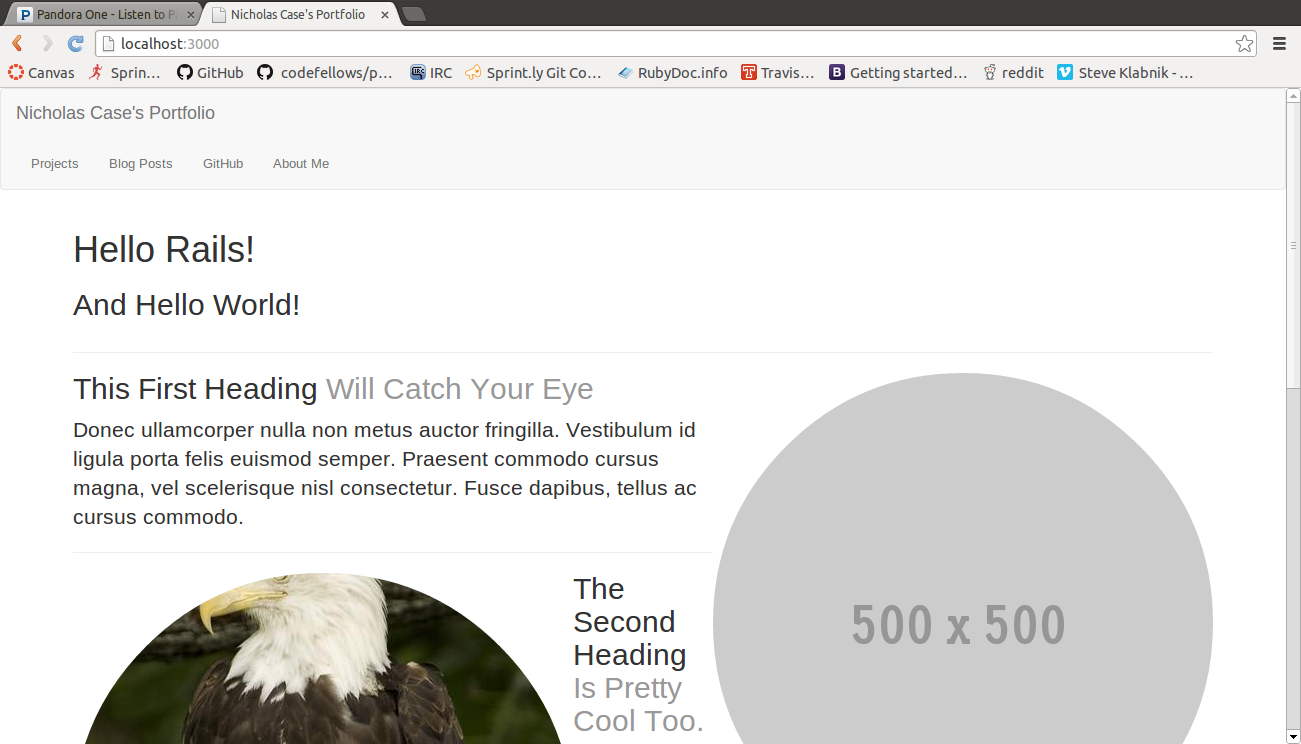 Pandora One - Listen to P
Nicholas Case's Portfolio
localhost:3000
Canvas Sprin... GitHub codefellows/p... IRC Sprint.ly Git Co... RubyDoc.info Travis... Getting started... reddit Steve Klabnik - ...
Nicholas Case's Portfolio
Projects Blog Posts GitHub About Me
Hello Rails!
And Hello World!
This First Heading Will Catch Your Eye
Donec ullamcorper nulla non metus auctor fringilla. Vestibulum id
ligula porta felis euismod semper. Praesent commodo cursus
magna, vel scelerisque nisl consectetur. Fusce dapibus, tellus ac
cursus commodo.
The
Second
Heading
Is Pretty
Cool Too.
500 x 500